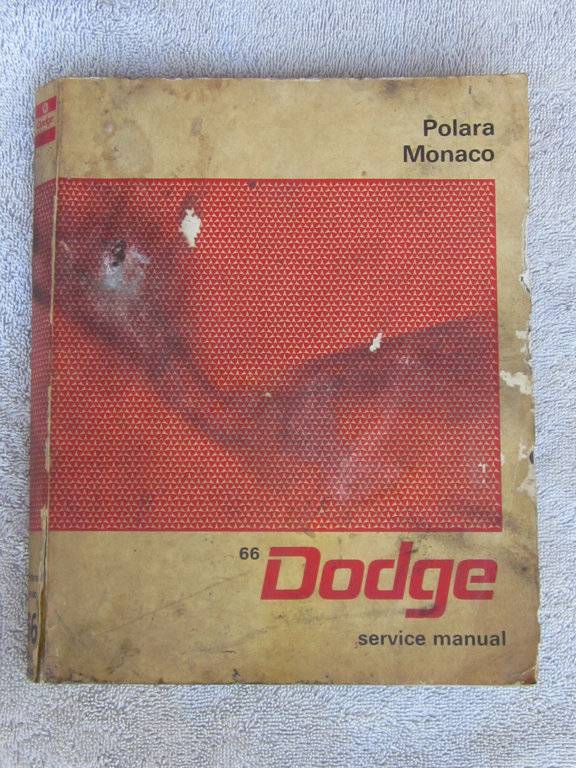 Polara
Monaco
66 Dodge
service manual